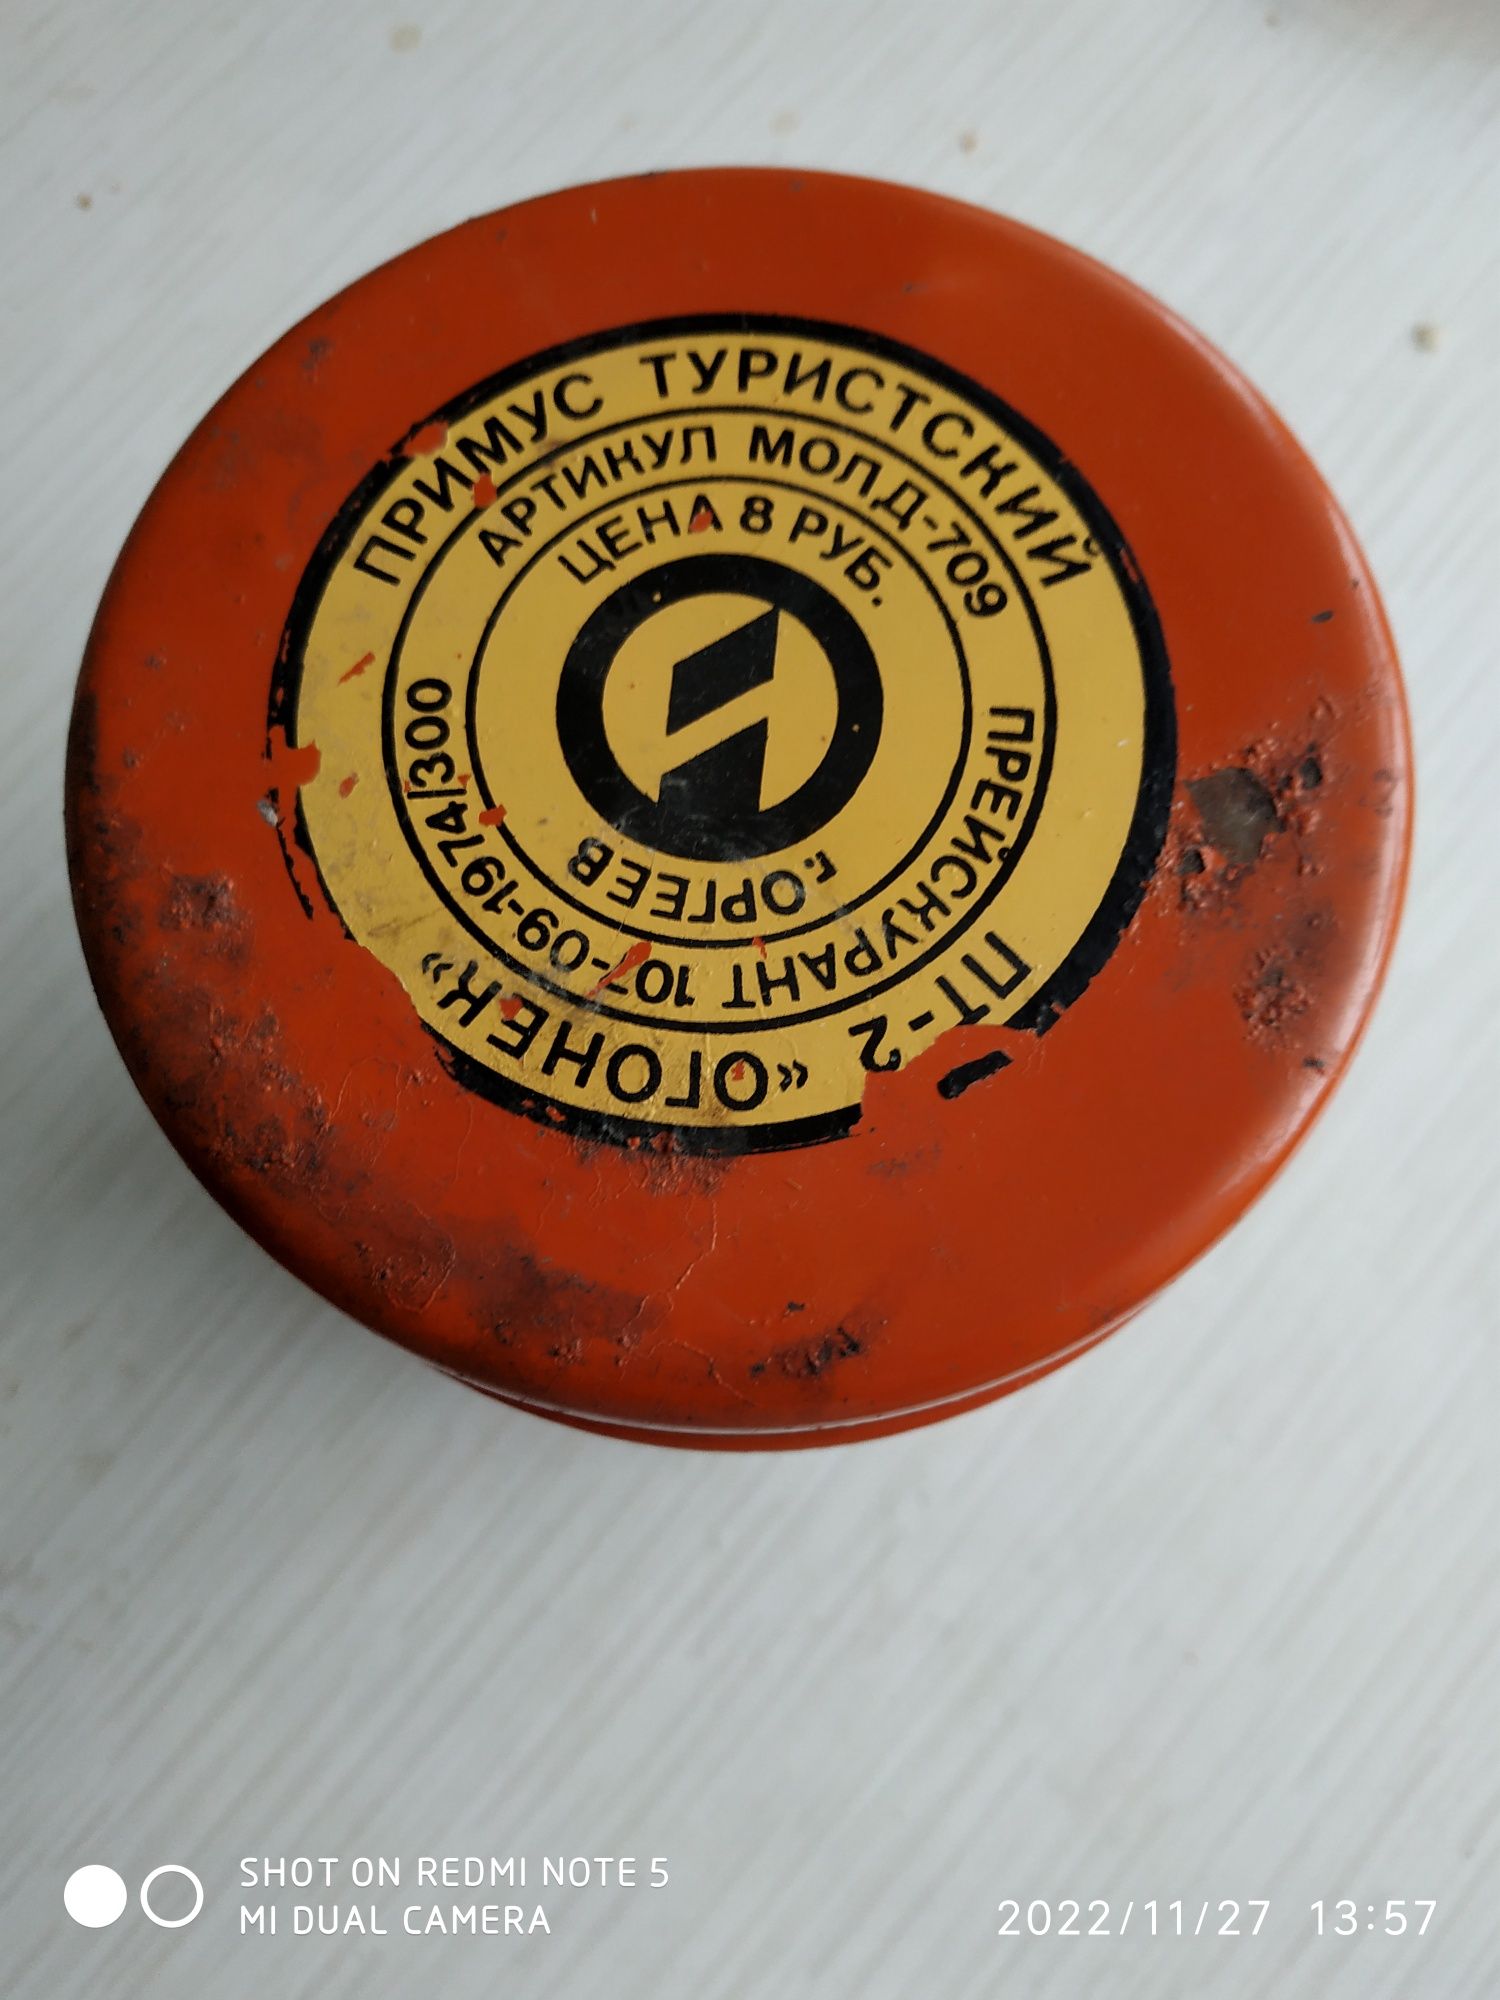 ПРИМУС ТУРИСТСКИЙ
ПТ-2 «ОГОНЕК»
АРТИКУЛ МОЛД-709
ПРЕЙСКУРАНТ 107-09-1974/300
ЦЕНА 8 РУБ.
г. ОРГЕЕВ
SHOT ON REDMI NOTE 5
MI DUAL CAMERA
2022/11/27 13:57